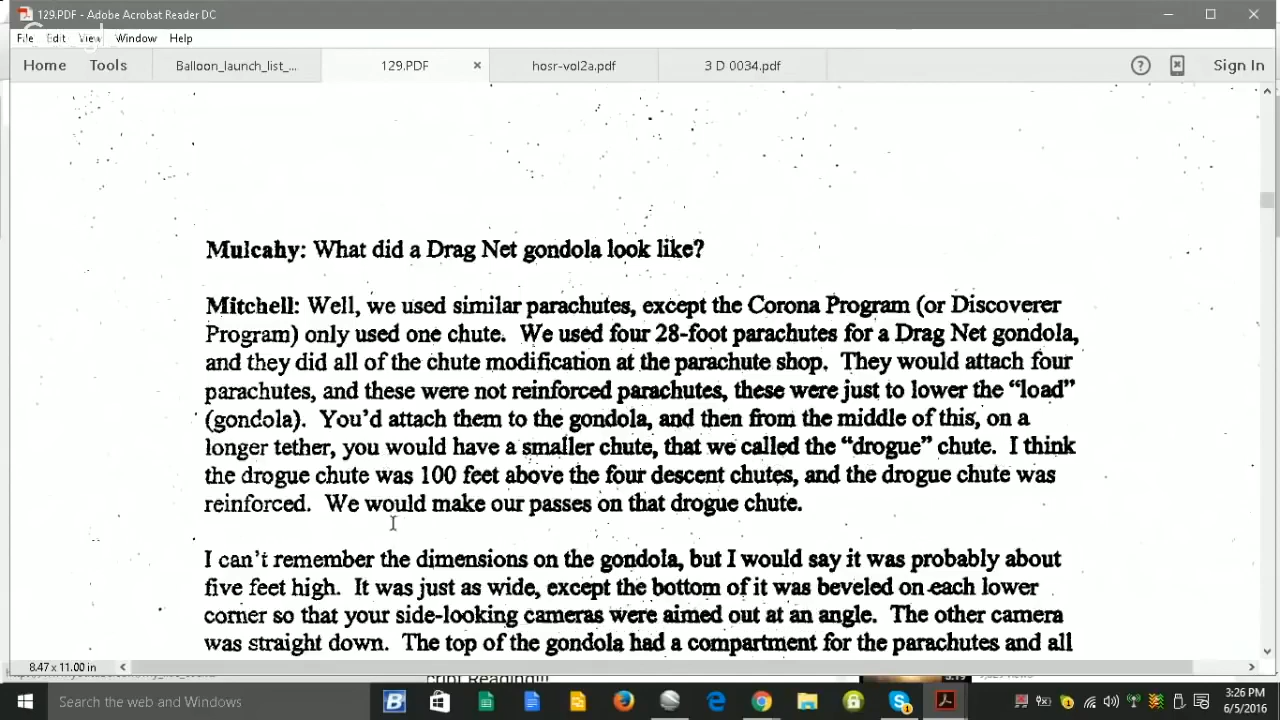 129.PDF - Adobe Acrobat Reader DC
File Edit View Window Help
Home Tools Balloon_launch_list_... 129.PDF × hosr-vol2a.pdf 3 D 0034.pdf ? Sign In
Mulcahy: What did a Drag Net gondola look like?
Mitchell: Well, we used similar parachutes, except the Corona Program (or Discoverer
Program) only used one chute. We used four 28-foot parachutes for a Drag Net gondola,
and they did all of the chute modification at the parachute shop. They would attach four
parachutes, and these were not reinforced parachutes, these were just to lower the “load”
(gondola). You’d attach them to the gondola, and then from the middle of this, on a
longer tether, you would have a smaller chute, that we called the “drogue” chute. I think
the drogue chute was 100 feet above the four descent chutes, and the drogue chute was
reinforced. We would make our passes on that drogue chute.
I can’t remember the dimensions on the gondola, but I would say it was probably about
five feet high. It was just as wide, except the bottom of it was beveled on each lower
corner so that your side-looking cameras were aimed out at an angle. The other camera
was straight down. The top of the gondola had a compartment for the parachutes and all
8.47 x 11.00 in
Search the web and Windows
3:26 PM
6/5/2016